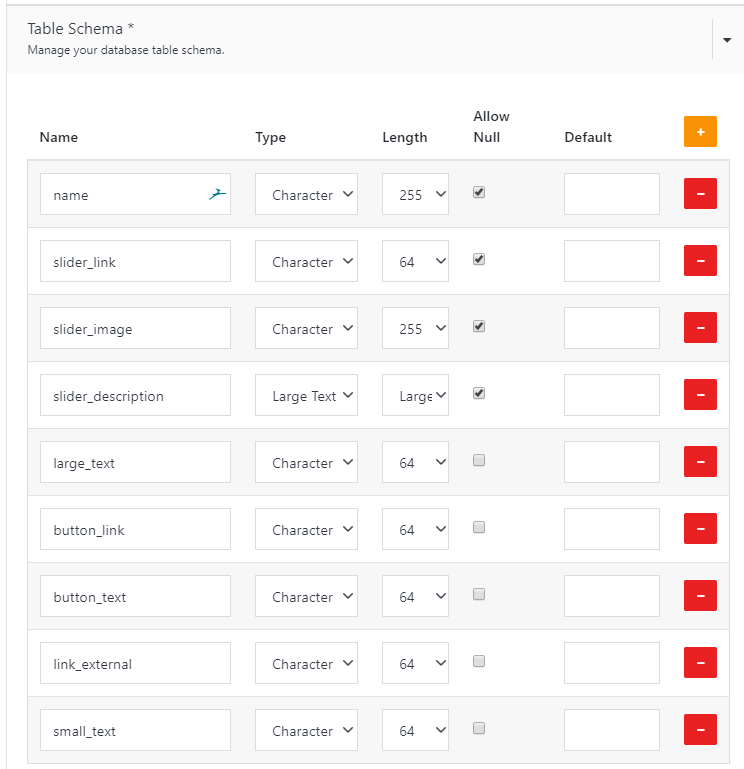 Table Schema *
Manage your database table schema.
Name Type Length Allow Null Default +
name Character 255 −
slider_link Character 64 −
slider_image Character 255 −
slider_description Large Text Large −
large_text Character 64 −
button_link Character 64 −
button_text Character 64 −
link_external Character 64 −
small_text Character 64 −